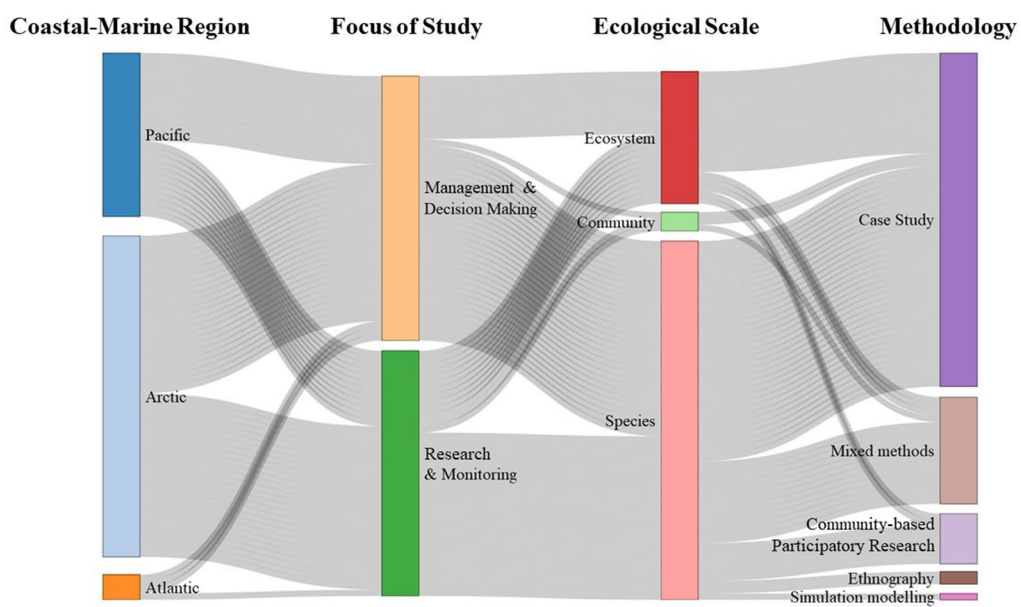 Coastal-Marine Region
Focus of Study
Ecological Scale
Methodology
Pacific
Arctic
Atlantic
Management &
Decision Making
Research
& Monitoring
Ecosystem
Community
Species
Case Study
Mixed methods
Community-based
Participatory Research
Ethnography
Simulation modelling